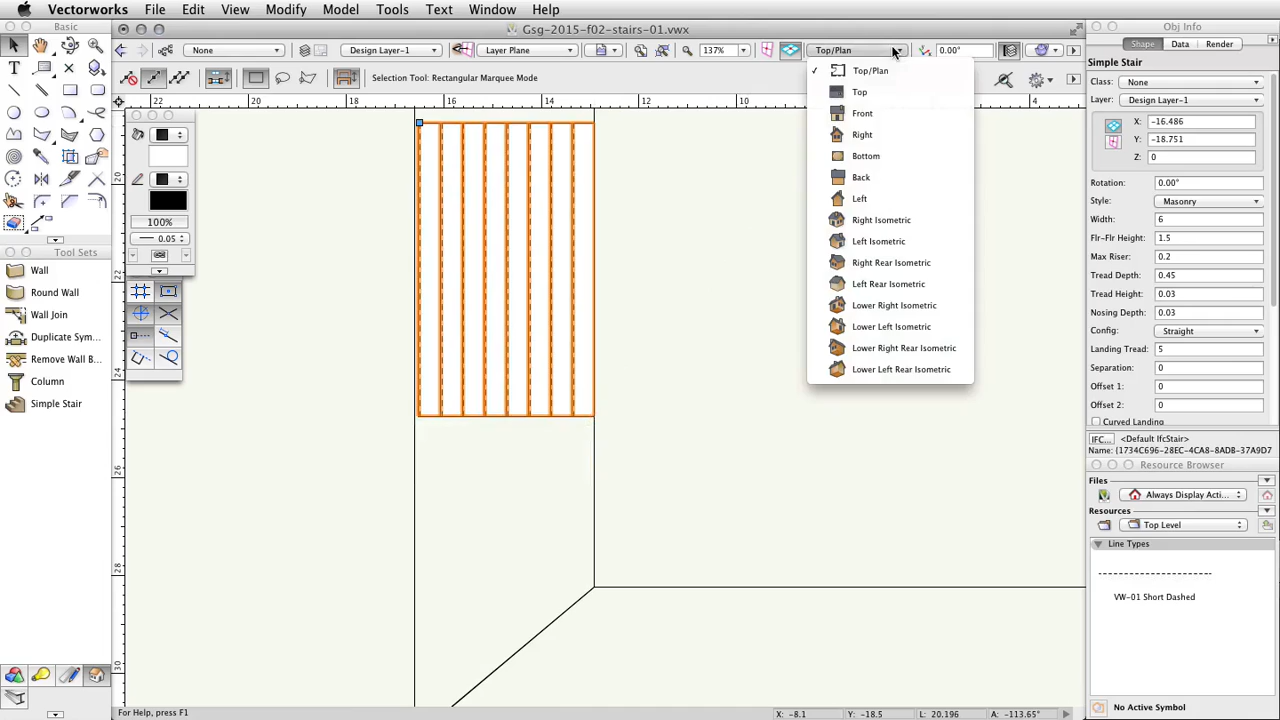 Vectorworks File Edit View Modify Model Tools Text Window Help
Basic
Gsg-2015-f02-stairs-01.vwx
Obj Info
None
Design Layer-1
Layer Plane
137%
Top/Plan
0.00°
Shape Data Render
Selection Tool: Rectangular Marquee Mode
Simple Stair
Class: None
Layer: Design Layer-1
X: -16.486
Y: -18.751
Z: 0
Rotation: 0.00°
Style: Masonry
Width: 6
Flr-Flr Height: 1.5
Max Riser: 0.2
Tread Depth: 0.45
Tread Height: 0.03
Nosing Depth: 0.03
Config: Straight
Landing Tread: 5
Separation: 0
Offset 1: 0
Offset 2: 0
Curved Landing
IFC... <Default IfcStair>
Name: {1734C696-28EC-4CA8-8ADB-37A9D7
Resource Browser
Files
Always Display Acti...
Resources
Top Level
Line Types
VW-01 Short Dashed
No Active Symbol
Top/Plan
Top
Front
Right
Bottom
Back
Left
Right Isometric
Left Isometric
Right Rear Isometric
Left Rear Isometric
Lower Right Isometric
Lower Left Isometric
Lower Right Rear Isometric
Lower Left Rear Isometric
22 20 18 16 14 12 10 4
20
22
24
26
28
30
100%
0.05
Tool Sets
Wall
Round Wall
Wall Join
Duplicate Sym...
Remove Wall B...
Column
Simple Stair
For Help, press F1
X: -8.1 Y: -18.5 L: 20.196 A: -113.65°